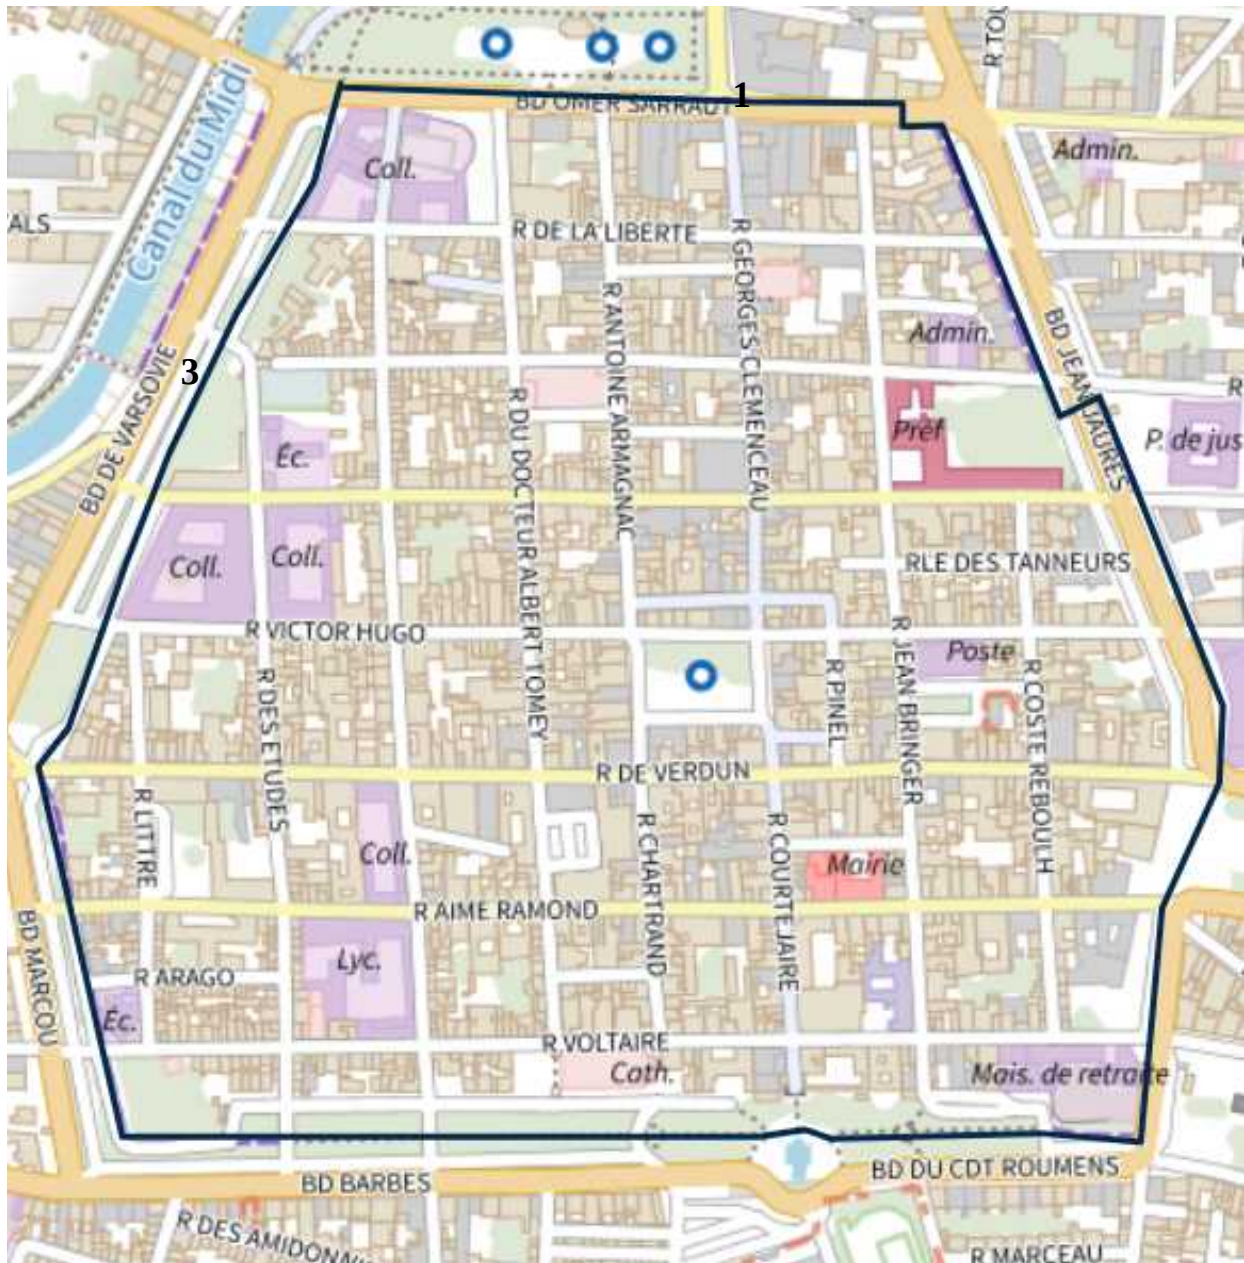 R TO
Canal du Midi
1
BD OMER SARRAUT
Coll.
Admin.
ALS
R DE LA LIBERTE
R GEORGES CLEMENCEAU
R ANTOINE ARMAGNAC
Admin.
BD JEAN JAURES
3
BD DE VARSOVIE
R DU DOCTEUR ALBERT TOMEY
R
Préf
P. de jus
Éc.
Coll.
Coll.
RLE DES TANNEURS
R VICTOR HUGO
R JEAN BRINGER
Poste
R DES ETUDES
R PINEL
R COSTE REBOULH
R DE VERDUN
R LITTRE
R CHARTRAND
R COURTEJAIRE
Coll.
Mairie
R AIME RAMOND
BD MARCOU
Lyc.
R ARAGO
Éc.
R VOLTAIRE
Cath.
Mais. de retraite
BD BARBES
BD DU CDT ROUMENS
R DES AMIDONNI
R MARCEAU